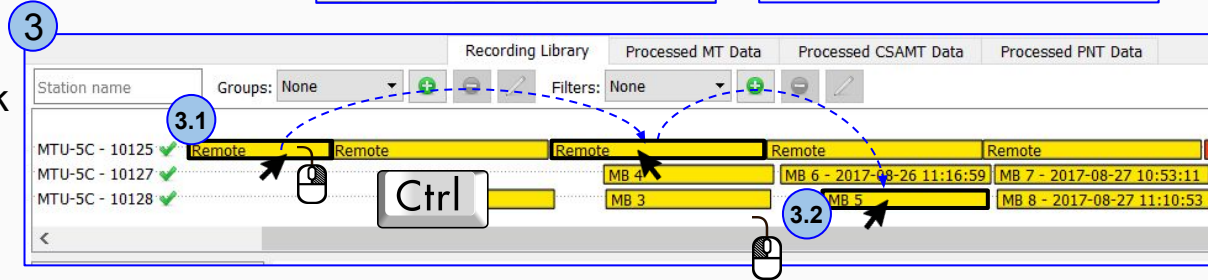 3
Recording Library Processed MT Data Processed CSAMT Data Processed PNT Data
k
Station name Groups: None Filters: None
3.1
MTU-5C - 10125 Remote Remote Remote Remote Remote
MTU-5C - 10127 MB 4 MB 6 - 2017-08-26 11:16:59 MB 7 - 2017-08-27 10:53:11
MTU-5C - 10128 MB 3 MB 5 MB 8 - 2017-08-27 11:10:53
Ctrl
3.2